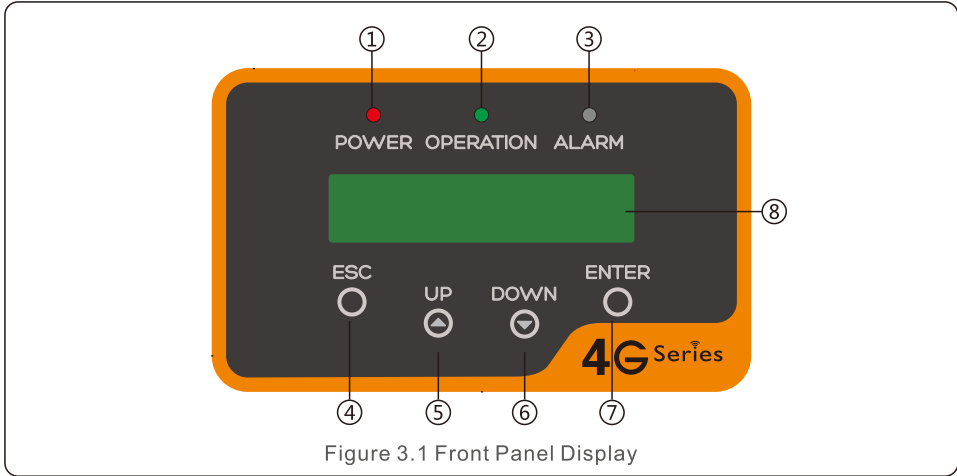 ① ② ③
POWER OPERATION ALARM
⑧
ESC ENTER
UP DOWN
4G Series
④ ⑤ ⑥ ⑦
Figure 3.1 Front Panel Display